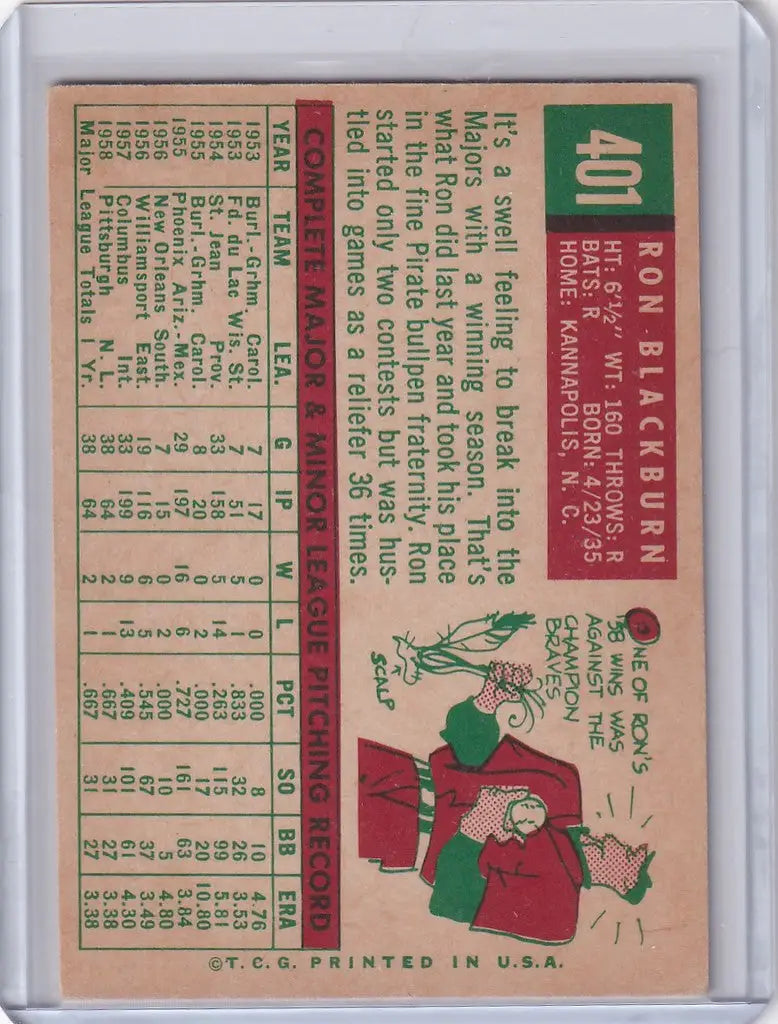 401
RON BLACKBURN
HT: 6'½" WT: 160 THROWS: R
BATS: R BORN: 4/23/35
HOME: KANNAPOLIS, N. C.
It's a swell feeling to break into the
Majors with a winning season. That's
what Ron did last year and took his place
in the fine Pirate bullpen fraternity. Ron
started only two contests but was hus-
tled into games as a reliefer 36 times.
ONE OF RON'S
'58 WINS WAS
AGAINST THE
CHAMPION
BRAVES
SCALP
COMPLETE MAJOR & MINOR LEAGUE PITCHING RECORD
YEAR TEAM LEA. G IP W L PCT SO BB ERA
1953 Burl.-Grhm. Carol. 7 17 0 0 .000 8 10 4.76
1953 Fd. du Lac Wis. St. 7 51 5 1 .833 32 26 3.53
1954 St. Jean Prov. 33 158 5 14 .263 115 99 5.81
1955 Burl.-Grhm. Carol. 8 20 0 2 .000 17 20 10.80
1955 Phoenix Ariz.-Mex. 29 197 16 6 .727 161 63 3.84
1956 New Orleans South. 7 15 0 2 .000 10 5 4.80
1956 Williamsport East. 19 116 6 5 .545 67 37 3.49
1957 Columbus Int. 33 199 9 13 .409 101 61 4.30
1958 Pittsburgh N. L. 38 64 2 1 .667 31 27 3.38
Major League Totals 1 Yr. 38 64 2 1 .667 31 27 3.38
©T. C. G. PRINTED IN U.S.A.